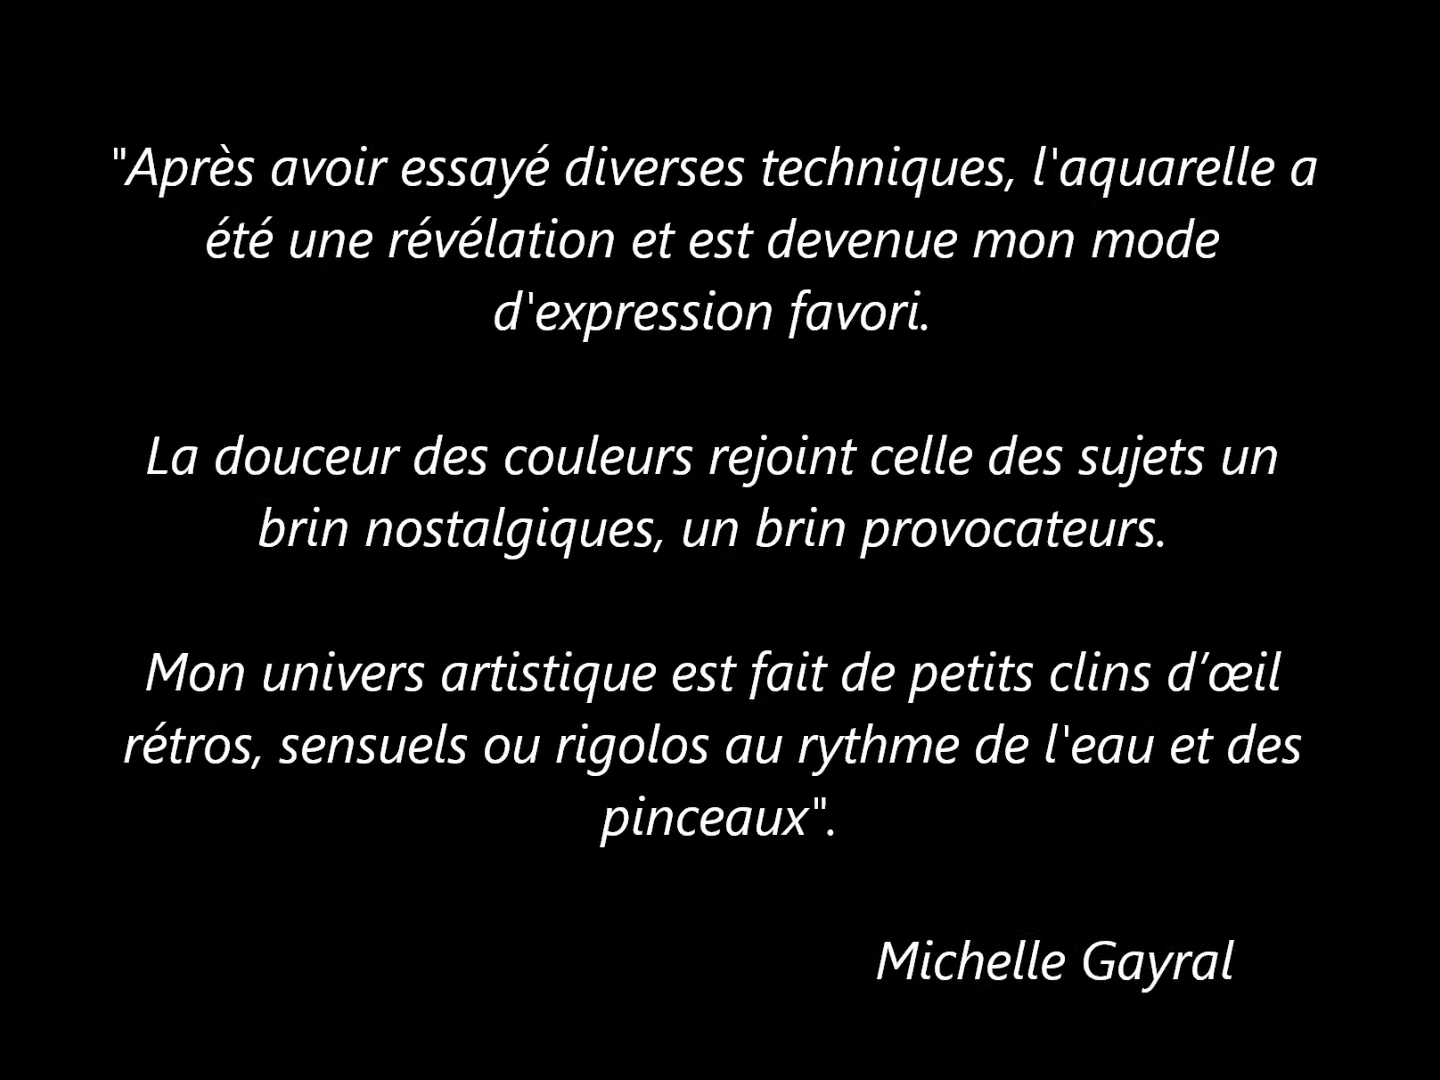 "Après avoir essayé diverses techniques, l'aquarelle a
été une révélation et est devenue mon mode
d'expression favori.
La douceur des couleurs rejoint celle des sujets un
brin nostalgiques, un brin provocateurs.
Mon univers artistique est fait de petits clins d’œil
rétros, sensuels ou rigolos au rythme de l'eau et des
pinceaux".
Michelle Gayral